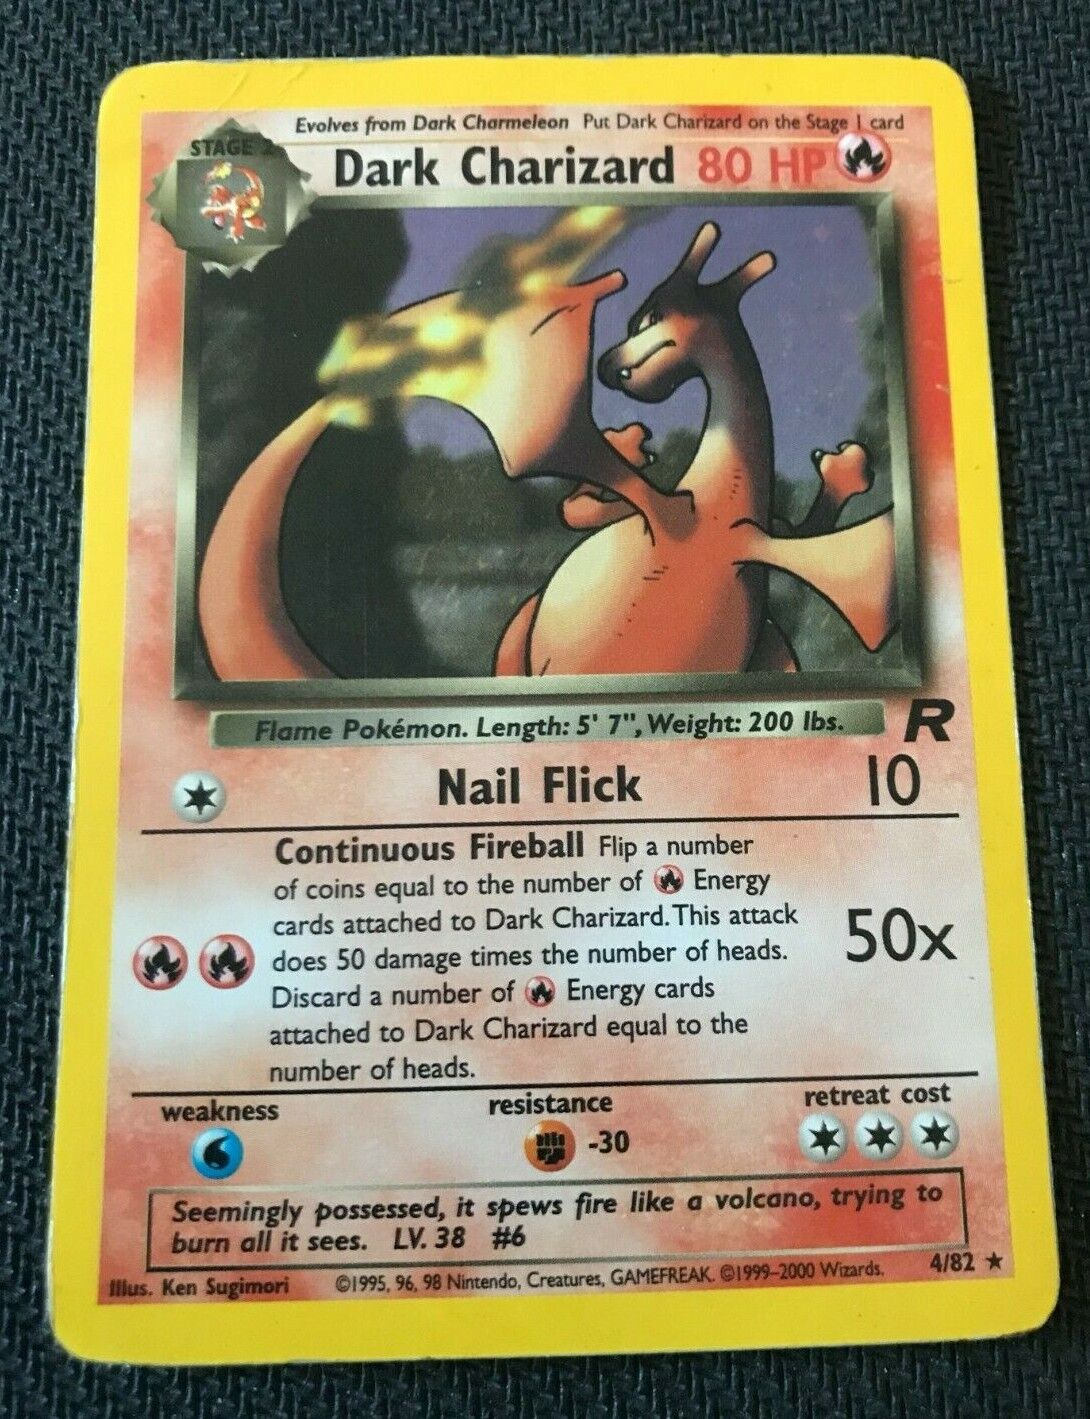 Evolves from Dark Charmeleon Put Dark Charizard on the Stage 1 card
STAGE 2
Dark Charizard 80 HP
Flame Pokémon. Length: 5' 7", Weight: 200 lbs.
R
Nail Flick 10
Continuous Fireball Flip a number
of coins equal to the number of Energy
cards attached to Dark Charizard. This attack
does 50 damage times the number of heads.
Discard a number of Energy cards
attached to Dark Charizard equal to the
number of heads.
50x
weakness resistance retreat cost
-30
Seemingly possessed, it spews fire like a volcano, trying to
burn all it sees. LV. 38 #6
Illus. Ken Sugimori ©1995, 96, 98 Nintendo, Creatures, GAMEFREAK. ©1999-2000 Wizards. 4/82 ★